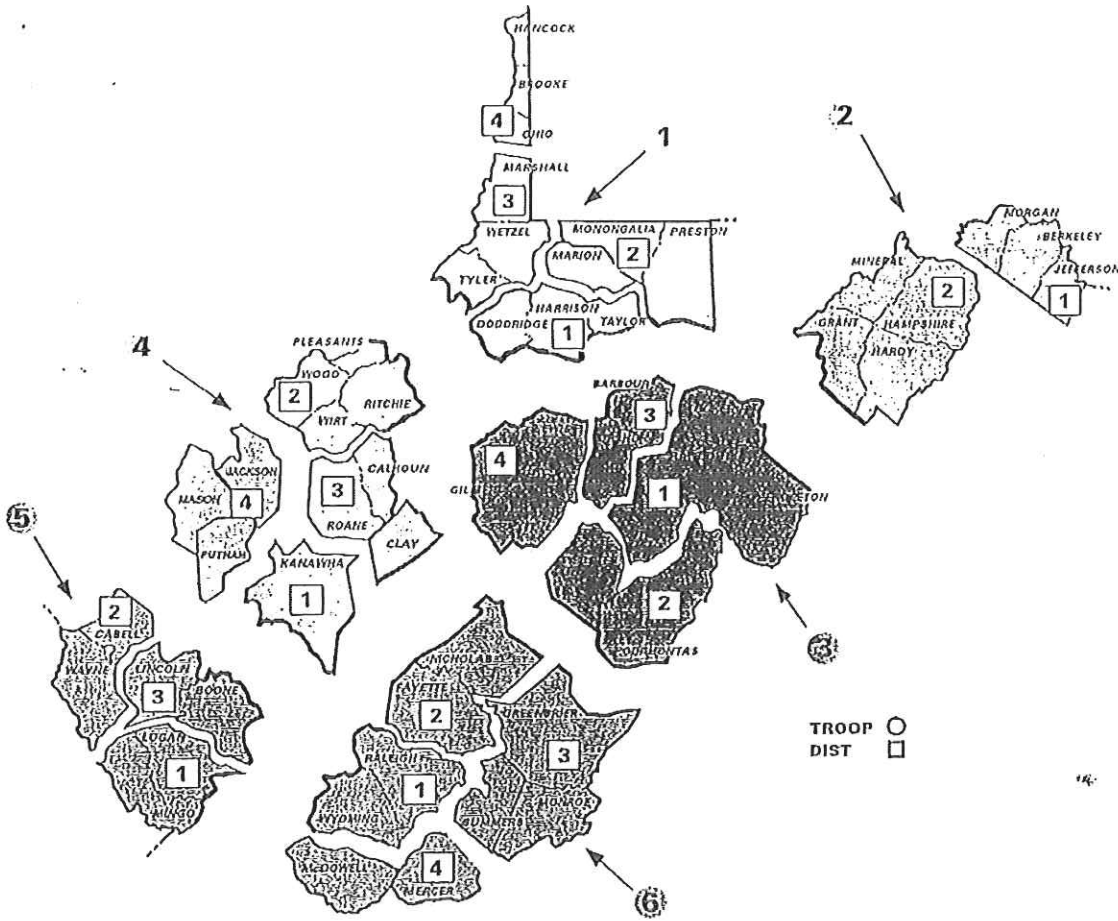 HANCOCK
BROOKE
4
OHIO
1
2
MARSHALL
3
WETZEL
MONONGALIA
PRESTON
2
MARION
TYLER
HARRISON
DODDRIDGE
1
TAYLOR
MORGAN
BERKELEY
JEFFERSON
1
MINERAL
2
GRANT
HAMPSHIRE
HARDY
4
PLEASANTS
WOOD
2
RITCHIE
WIRT
JACKSON
CALHOUN
3
MASON
4
ROANE
CLAY
PUTNAM
KANAWHA
1
BARBOUR
3
4
1
2
3
5
2
CABELL
WAYNE
LINCOLN
3
BOONE
LOGAN
1
MINGO
NICHOLAS
FAYETTE
2
GREENBRIER
3
RALEIGH
1
MONROE
WYOMING
SUMMERS
MCDOWELL
4
MERCER
6
TROOP
DIST